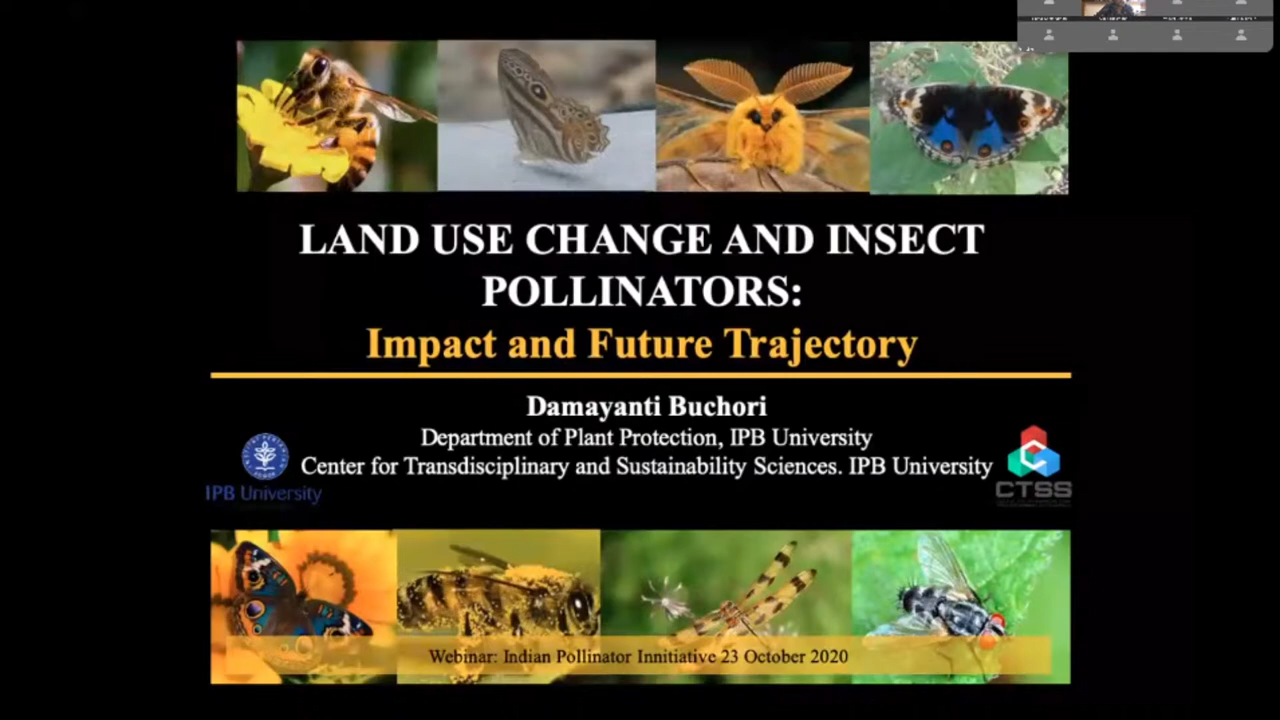 LAND USE CHANGE AND INSECT
POLLINATORS:
Impact and Future Trajectory
Damayanti Buchori
Department of Plant Protection, IPB University
Center for Transdisciplinary and Sustainability Sciences. IPB University
IPB University
CTSS
Webinar: Indian Pollinator Innitiative 23 October 2020